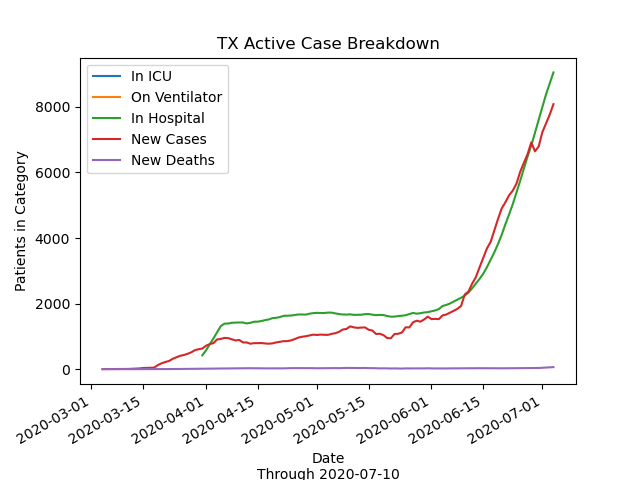 TX Active Case Breakdown
In ICU
On Ventilator
In Hospital
New Cases
New Deaths
Patients in Category
8000
6000
4000
2000
0
2020-03-01
2020-03-15
2020-04-01
2020-04-15
2020-05-01
2020-05-15
2020-06-01
2020-06-15
2020-07-01
Date
Through 2020-07-10